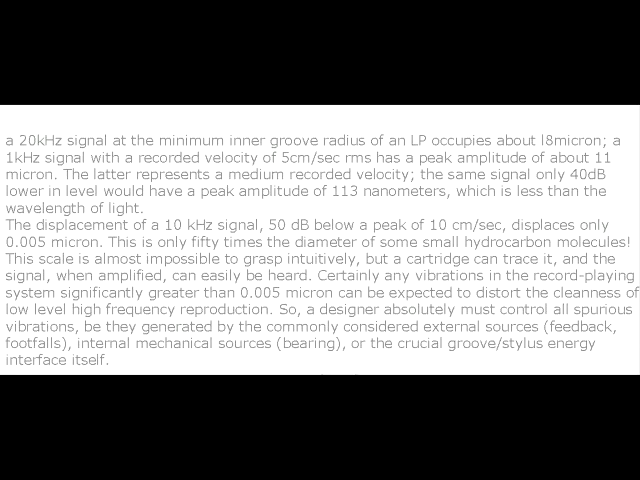 a 20kHz signal at the minimum inner groove radius of an LP occupies about l8micron; a
1kHz signal with a recorded velocity of 5cm/sec rms has a peak amplitude of about 11
micron. The latter represents a medium recorded velocity; the same signal only 40dB
lower in level would have a peak amplitude of 113 nanometers, which is less than the
wavelength of light.
The displacement of a 10 kHz signal, 50 dB below a peak of 10 cm/sec, displaces only
0.005 micron. This is only fifty times the diameter of some small hydrocarbon molecules!
This scale is almost impossible to grasp intuitively, but a cartridge can trace it, and the
signal, when amplified, can easily be heard. Certainly any vibrations in the record-playing
system significantly greater than 0.005 micron can be expected to distort the cleanness of
low level high frequency reproduction. So, a designer absolutely must control all spurious
vibrations, be they generated by the commonly considered external sources (feedback,
footfalls), internal mechanical sources (bearing), or the crucial groove/stylus energy
interface itself.